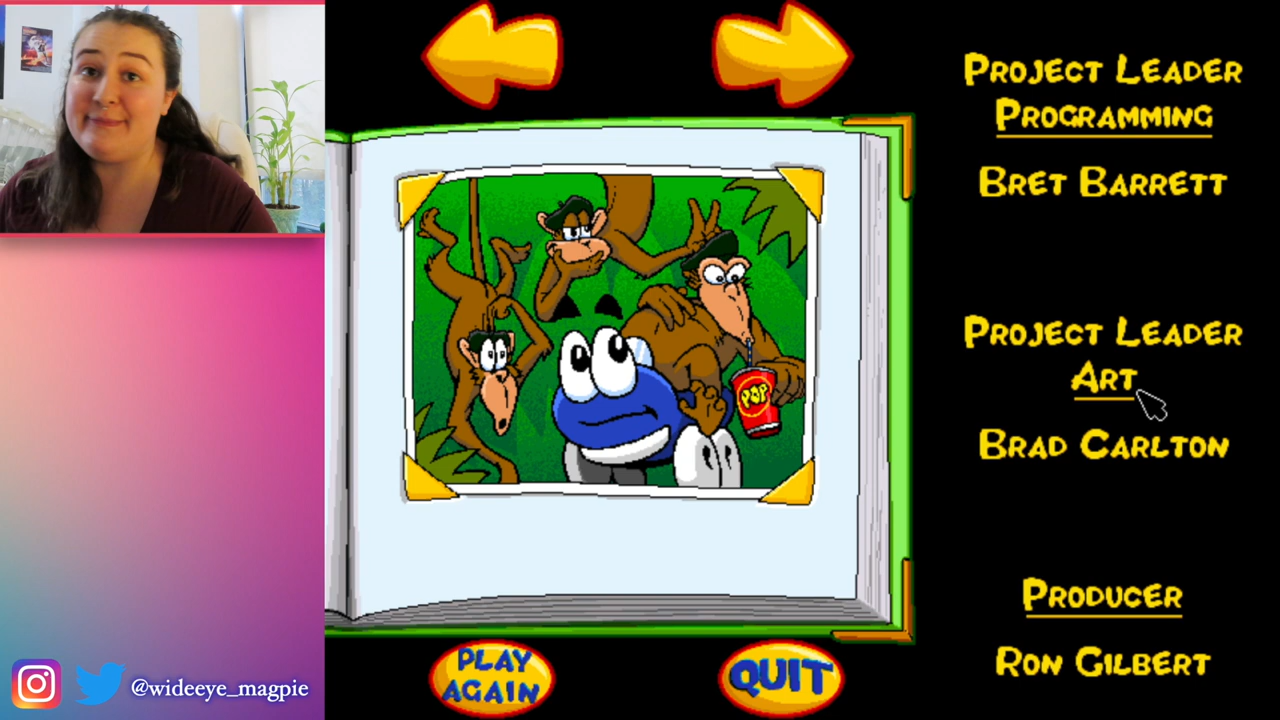 Project Leader
Programming
Bret Barrett
Project Leader
Art
Brad Carlton
Producer
Ron Gilbert
POP
PLAY
AGAIN
QUIT
@wideeye_magpie